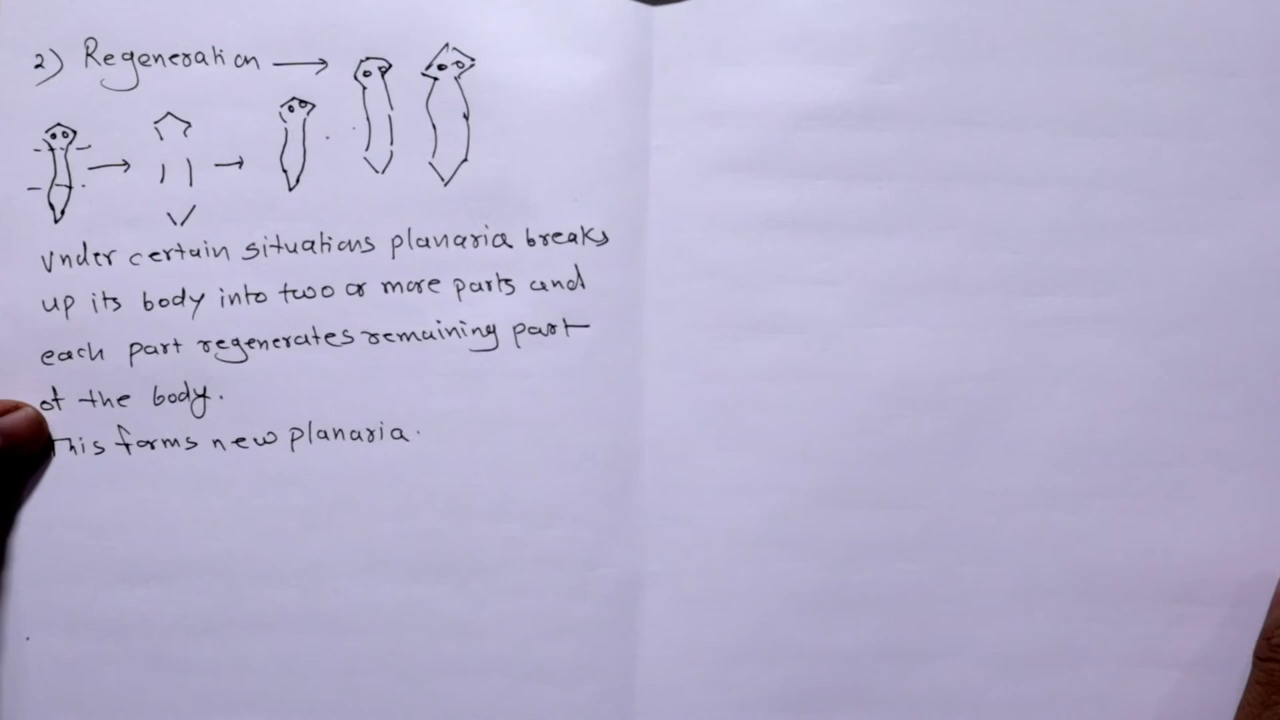 2) Regeneration →
Under certain situations planaria breaks
up its body into two or more parts and
each part regenerates remaining part
of the body.
This forms new planaria.